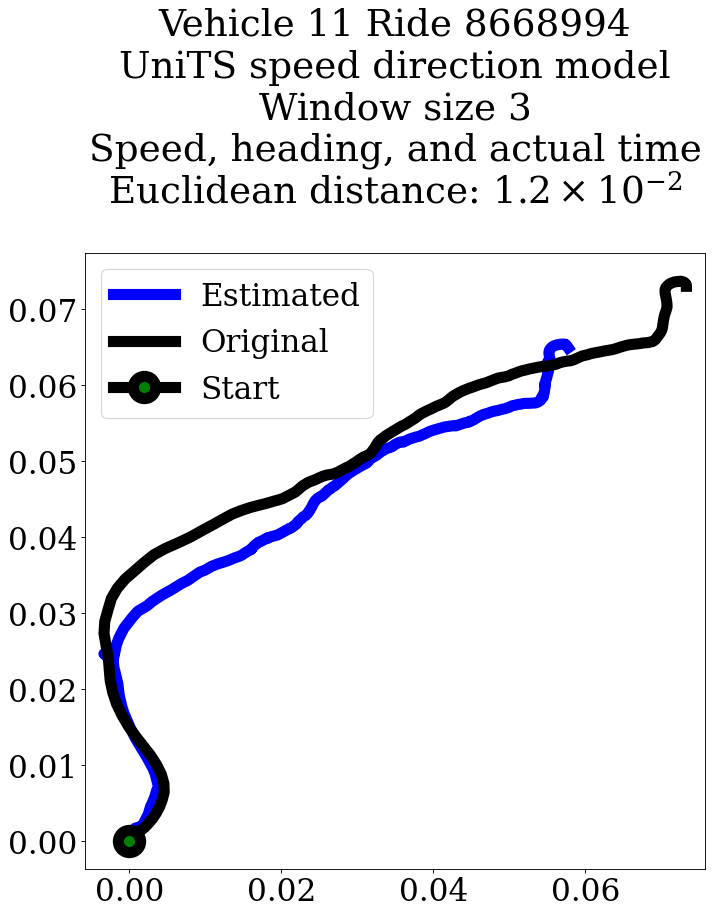 Vehicle 11 Ride 8668994
UniTS speed direction model
Window size 3
Speed, heading, and actual time
Euclidean distance: 1.2 × 10⁻²
Estimated
Original
Start
0.07
0.06
0.05
0.04
0.03
0.02
0.01
0.00
0.00 0.02 0.04 0.06